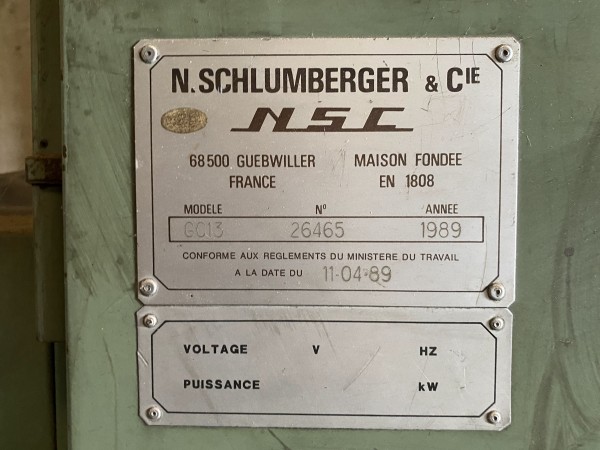 N.SCHLUMBERGER & CIE
NSC
68500 GUEBWILLER MAISON FONDEE
FRANCE EN 1808
MODELE Nº ANNEE
GC13 26465 1989
CONFORME AUX REGLEMENTS DU MINISTERE DU TRAVAIL
A LA DATE DU 11-04-89
VOLTAGE V HZ
PUISSANCE kW